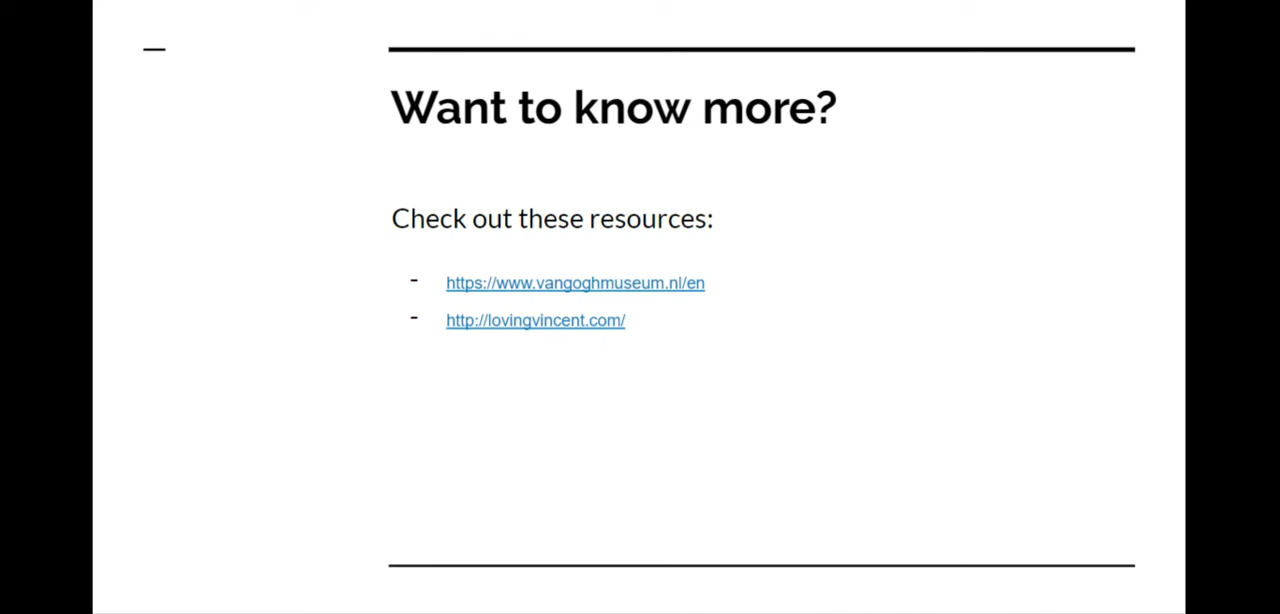 Want to know more?
Check out these resources:
- https://www.vangoghmuseum.nl/en
- http://lovingvincent.com/